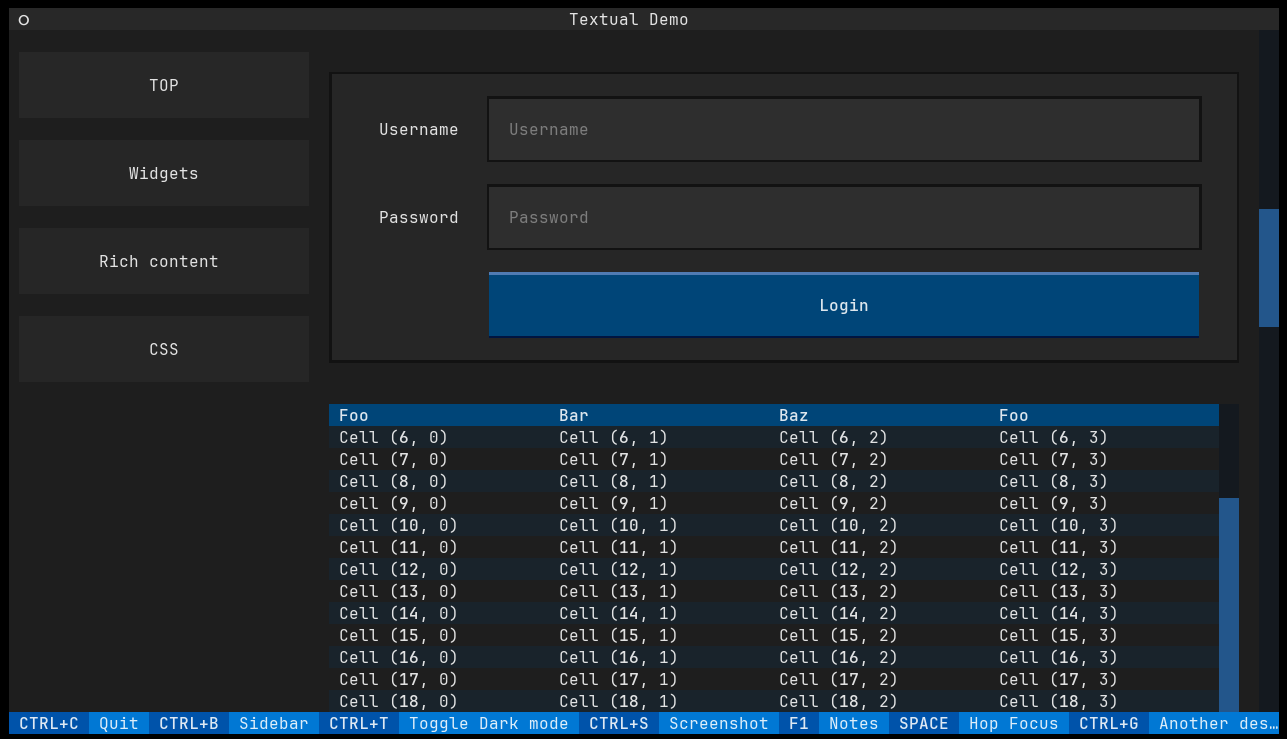 O Textual Demo
TOP
Widgets
Rich content
CSS
Username Username
Password Password
Login
Foo Bar Baz Foo
Cell (6, 0) Cell (6, 1) Cell (6, 2) Cell (6, 3)
Cell (7, 0) Cell (7, 1) Cell (7, 2) Cell (7, 3)
Cell (8, 0) Cell (8, 1) Cell (8, 2) Cell (8, 3)
Cell (9, 0) Cell (9, 1) Cell (9, 2) Cell (9, 3)
Cell (10, 0) Cell (10, 1) Cell (10, 2) Cell (10, 3)
Cell (11, 0) Cell (11, 1) Cell (11, 2) Cell (11, 3)
Cell (12, 0) Cell (12, 1) Cell (12, 2) Cell (12, 3)
Cell (13, 0) Cell (13, 1) Cell (13, 2) Cell (13, 3)
Cell (14, 0) Cell (14, 1) Cell (14, 2) Cell (14, 3)
Cell (15, 0) Cell (15, 1) Cell (15, 2) Cell (15, 3)
Cell (16, 0) Cell (16, 1) Cell (16, 2) Cell (16, 3)
Cell (17, 0) Cell (17, 1) Cell (17, 2) Cell (17, 3)
Cell (18, 0) Cell (18, 1) Cell (18, 2) Cell (18, 3)
CTRL+C Quit CTRL+B Sidebar CTRL+T Toggle Dark mode CTRL+S Screenshot F1 Notes SPACE Hop Focus CTRL+G Another des…